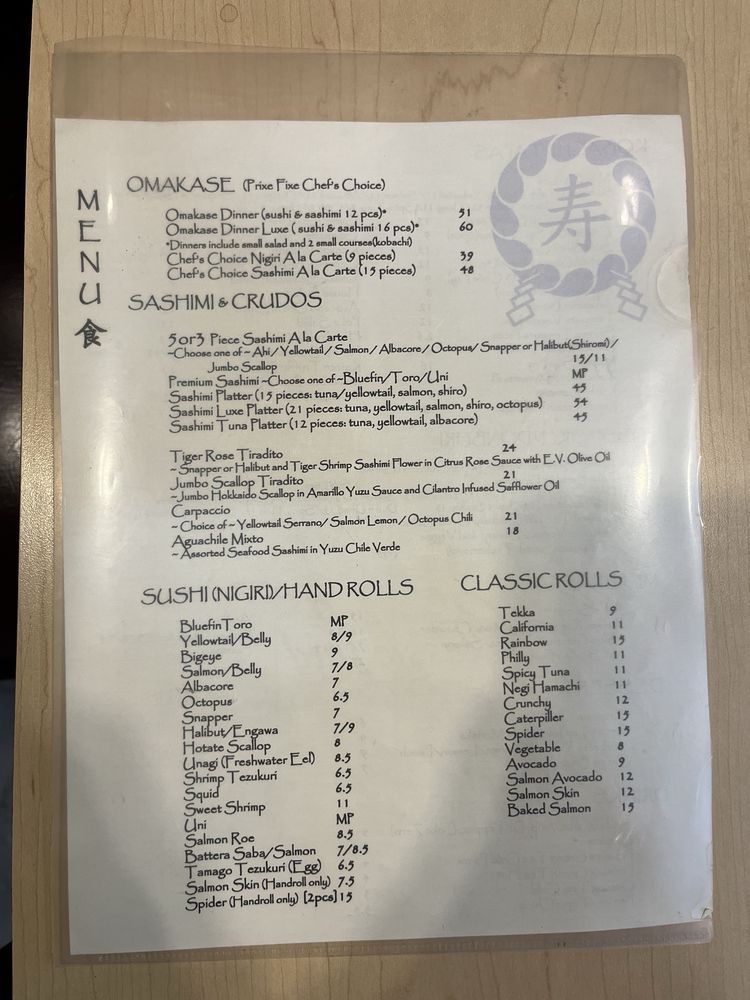 MENU 食
OMAKASE (Prixe Fixe Chef's Choice)
寿
Omakase Dinner (sushi & sashimi 12 pcs)* 51
Omakase Dinner Luxe ( sushi & sashimi 16 pcs)* 60
*Dinners include small salad and 2 small courses(kobachi)
Chef's Choice Nigiri A la Carte (9 pieces) 39
Chef's Choice Sashimi A la Carte (15 pieces) 48
SASHIMI & CRUDOS
5 or 3 Piece Sashimi A la Carte
~Choose one of ~ Ahi / Yellowtail / Salmon / Albacore / Octopus/ Snapper or Halibut(Shiromi) /
Jumbo Scallop 15/11
Premium Sashimi ~Choose one of ~Bluefin/Toro/Uni MP
Sashimi Platter (15 pieces: tuna/yellowtail, salmon, shiro) 45
Sashimi Luxe Platter (21 pieces: tuna, yellowtail, salmon, shiro, octopus) 54
Sashimi Tuna Platter (12 pieces: tuna, yellowtail, albacore) 45
Tiger Rose Tiradito 24
~ Snapper or Halibut and Tiger Shrimp Sashimi Flower in Citrus Rose Sauce with E.V. Olive Oil
Jumbo Scallop Tiradito 21
~Jumbo Hokkaido Scallop in Amarillo Yuzu Sauce and Cilantro Infused Safflower Oil
Carpaccio
~ Choice of ~ Yellowtail Serrano/ Salmon Lemon / Octopus Chili 21
Aguachile Mixto 18
~ Assorted Seafood Sashimi in Yuzu Chile Verde
SUSHI (NIGIRI)/HAND ROLLS
Bluefin Toro MP
Yellowtail/Belly 8/9
Bigeye 9
Salmon/Belly 7/8
Albacore 7
Octopus 6.5
Snapper 7
Halibut/Engawa 7/9
Hotate Scallop 8
Unagi (Freshwater Eel) 8.5
Shrimp Tezukuri 6.5
Squid 6.5
Sweet Shrimp 11
Uni MP
Salmon Roe 8.5
Battera Saba/Salmon 7/8.5
Tamago Tezukuri (Egg) 6.5
Salmon Skin (Handroll only) 7.5
Spider (Handroll only) [2pcs] 15
CLASSIC ROLLS
Tekka 9
California 11
Rainbow 15
Philly 11
Spicy Tuna 11
Negi Hamachi 11
Crunchy 12
Caterpiller 15
Spider 15
Vegetable 8
Avocado 9
Salmon Avocado 12
Salmon Skin 12
Baked Salmon 15